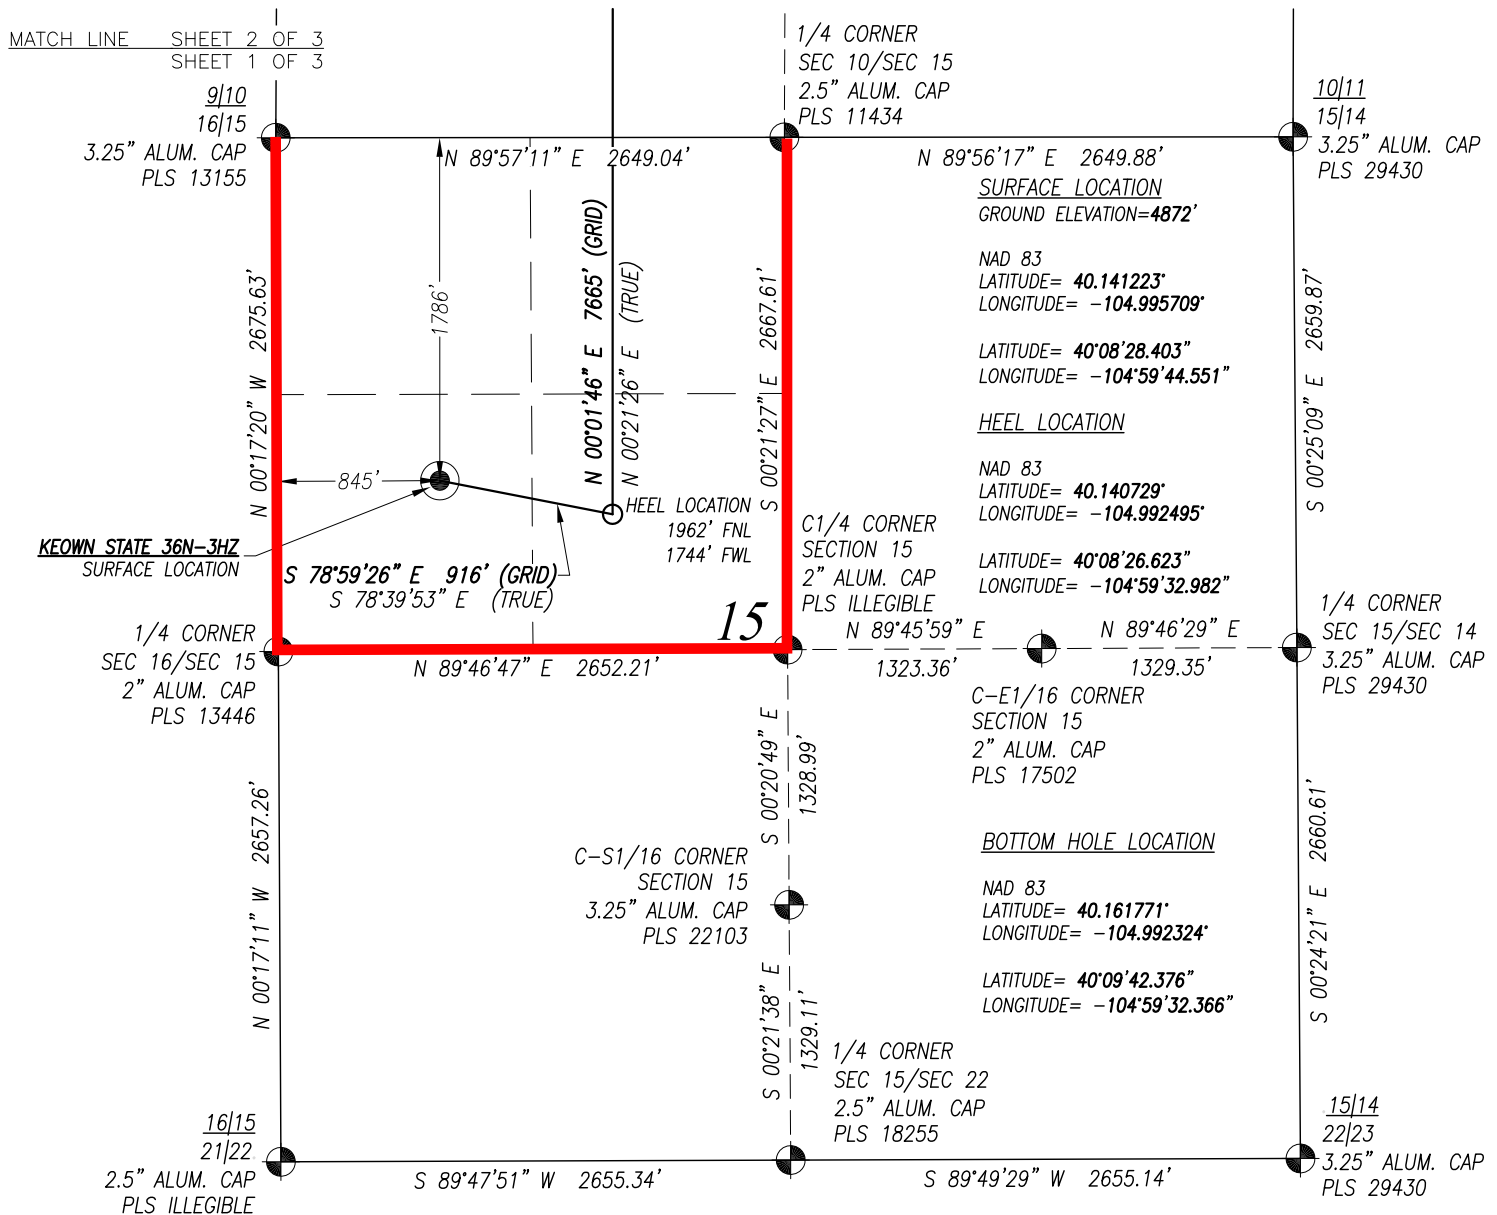 MATCH LINE SHEET 2 OF 3
SHEET 1 OF 3
1/4 CORNER
SEC 10/SEC 15
2.5" ALUM. CAP
PLS 11434
9|10
16|15
3.25" ALUM. CAP
PLS 13155
10|11
15|14
3.25" ALUM. CAP
PLS 29430
N 89°57'11" E 2649.04'
N 89°56'17" E 2649.88'
SURFACE LOCATION
GROUND ELEVATION=4872'
NAD 83
LATITUDE= 40.141223°
LONGITUDE= -104.995709°
LATITUDE= 40°08'28.403"
LONGITUDE= -104°59'44.551"
HEEL LOCATION
NAD 83
LATITUDE= 40.140729°
LONGITUDE= -104.992495°
LATITUDE= 40°08'26.623"
LONGITUDE= -104°59'32.982"
N 00°17'20" W 2675.63'
1786'
N 00°01'46" E 7665' (GRID)
N 00°21'26" E (TRUE)
S 00°21'27" E 2667.61'
S 00°25'09" E 2659.87'
845'
HEEL LOCATION
1962' FNL
1744' FWL
KEOWN STATE 36N-3HZ
SURFACE LOCATION
S 78°59'26" E 916' (GRID)
S 78°39'53" E (TRUE)
C1/4 CORNER
SECTION 15
2" ALUM. CAP
PLS ILLEGIBLE
15
1/4 CORNER
SEC 16/SEC 15
2" ALUM. CAP
PLS 13446
N 89°46'47" E 2652.21'
N 89°45'59" E
1323.36'
N 89°46'29" E
1329.35'
1/4 CORNER
SEC 15/SEC 14
3.25" ALUM. CAP
PLS 29430
C-E1/16 CORNER
SECTION 15
2" ALUM. CAP
PLS 17502
N 00°17'11" W 2657.26'
S 00°20'49" E
1328.99'
C-S1/16 CORNER
SECTION 15
3.25" ALUM. CAP
PLS 22103
BOTTOM HOLE LOCATION
NAD 83
LATITUDE= 40.161771°
LONGITUDE= -104.992324°
LATITUDE= 40°09'42.376"
LONGITUDE= -104°59'32.366"
S 00°24'21" E 2660.61'
S 00°21'38" E
1329.11'
1/4 CORNER
SEC 15/SEC 22
2.5" ALUM. CAP
PLS 18255
16|15
21|22
2.5" ALUM. CAP
PLS ILLEGIBLE
S 89°47'51" W 2655.34'
S 89°49'29" W 2655.14'
15|14
22|23
3.25" ALUM. CAP
PLS 29430